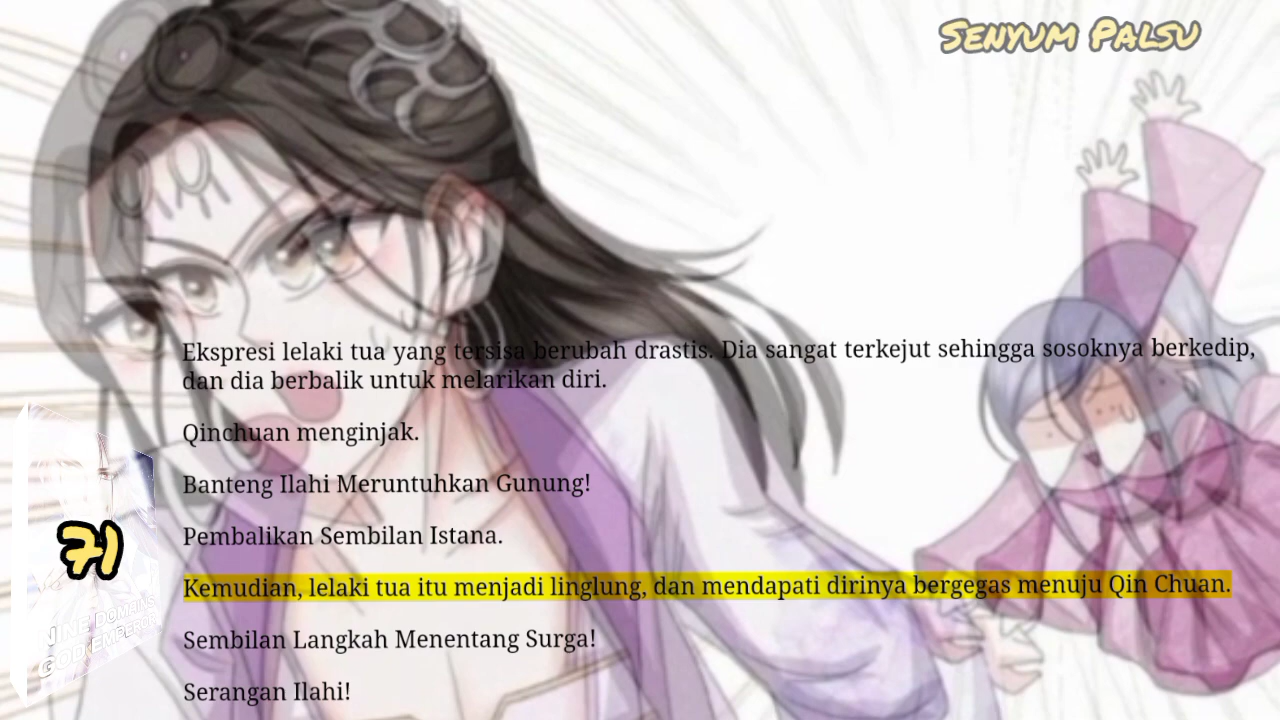 Senyum Palsu
Ekspresi lelaki tua yang tersisa berubah drastis. Dia sangat terkejut sehingga sosoknya berkedip,
dan dia berbalik untuk melarikan diri.
Qinchuan menginjak.
Banteng Ilahi Meruntuhkan Gunung!
Pembalikan Sembilan Istana.
Kemudian, lelaki tua itu menjadi linglung, dan mendapati dirinya bergegas menuju Qin Chuan.
Sembilan Langkah Menentang Surga!
Serangan Ilahi!
71
NINE DOMAINS
GOD EMPEROR